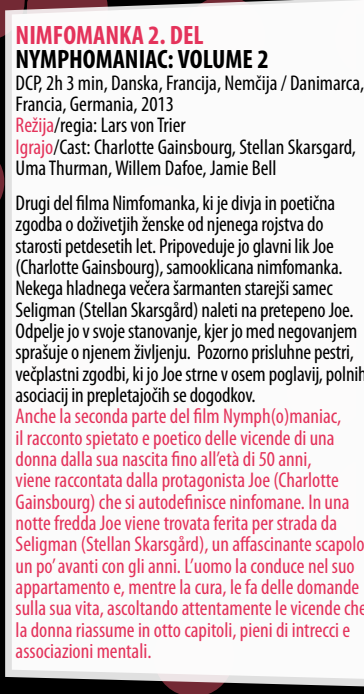 NIMFOMANKA 2. DEL
NYMPHOMANIAC: VOLUME 2
DCP, 2h 3 min, Danska, Francija, Nemčija / Danimarca,
Francia, Germania, 2013
Režija/regia: Lars von Trier
Igrajo/Cast: Charlotte Gainsbourg, Stellan Skarsgard,
Uma Thurman, Willem Dafoe, Jamie Bell
Drugi del filma Nimfomanka, ki je divja in poetična
zgodba o doživetjih ženske od njenega rojstva do
starosti petdesetih let. Pripoveduje jo glavni lik Joe
(Charlotte Gainsbourg), samooklicana nimfomanka.
Nekega hladnega večera šarmanten starejši samec
Seligman (Stellan Skarsgård) naleti na pretepeno Joe.
Odpelje jo v svoje stanovanje, kjer jo med negovanjem
sprašuje o njenem življenju. Pozorno prisluhne pestri,
večplastni zgodbi, ki jo Joe strne v osem poglavij, polnih
asociacij in prepletajočih se dogodkov.
Anche la seconda parte del film Nymph(o)maniac,
il racconto spietato e poetico delle vicende di una
donna dalla sua nascita fino all'età di 50 anni,
viene raccontata dalla protagonista Joe (Charlotte
Gainsbourg) che si autodefinisce ninfomane. In una
notte fredda Joe viene trovata ferita per strada da
Seligman (Stellan Skarsgård), un affascinante scapolo
un po' avanti con gli anni. L'uomo la conduce nel suo
appartamento e, mentre la cura, le fa delle domande
sulla sua vita, ascoltando attentamente le vicende che
la donna riassume in otto capitoli, pieni di intrecci e
associazioni mentali.